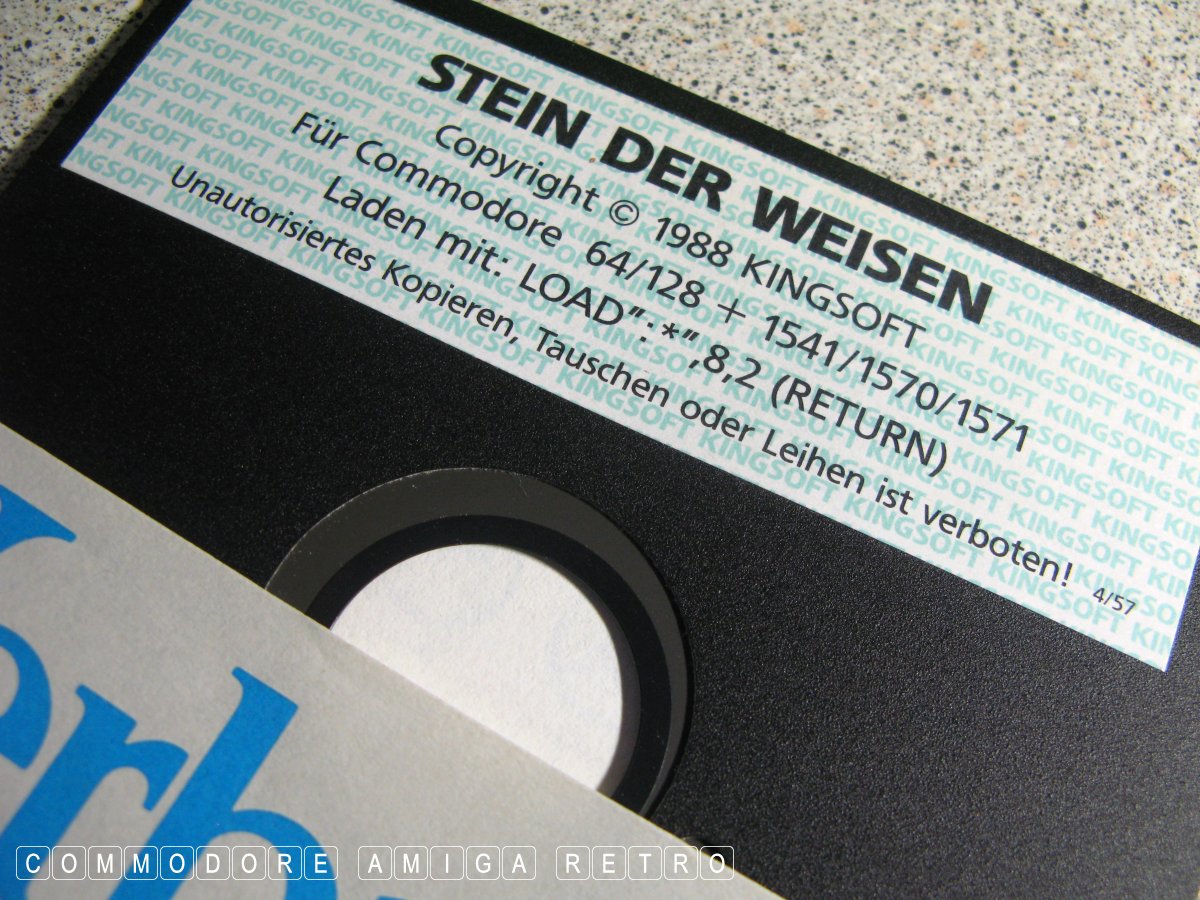 STEIN DER WEISEN
Copyright © 1988 KINGSOFT
Für Commodore 64/128 + 1541/1570/1571
Laden mit: LOAD":*",8,2 (RETURN)
Unautorisiertes Kopieren, Tauschen oder Leihen ist verboten!
4/57
COMMODORE AMIGA RETRO